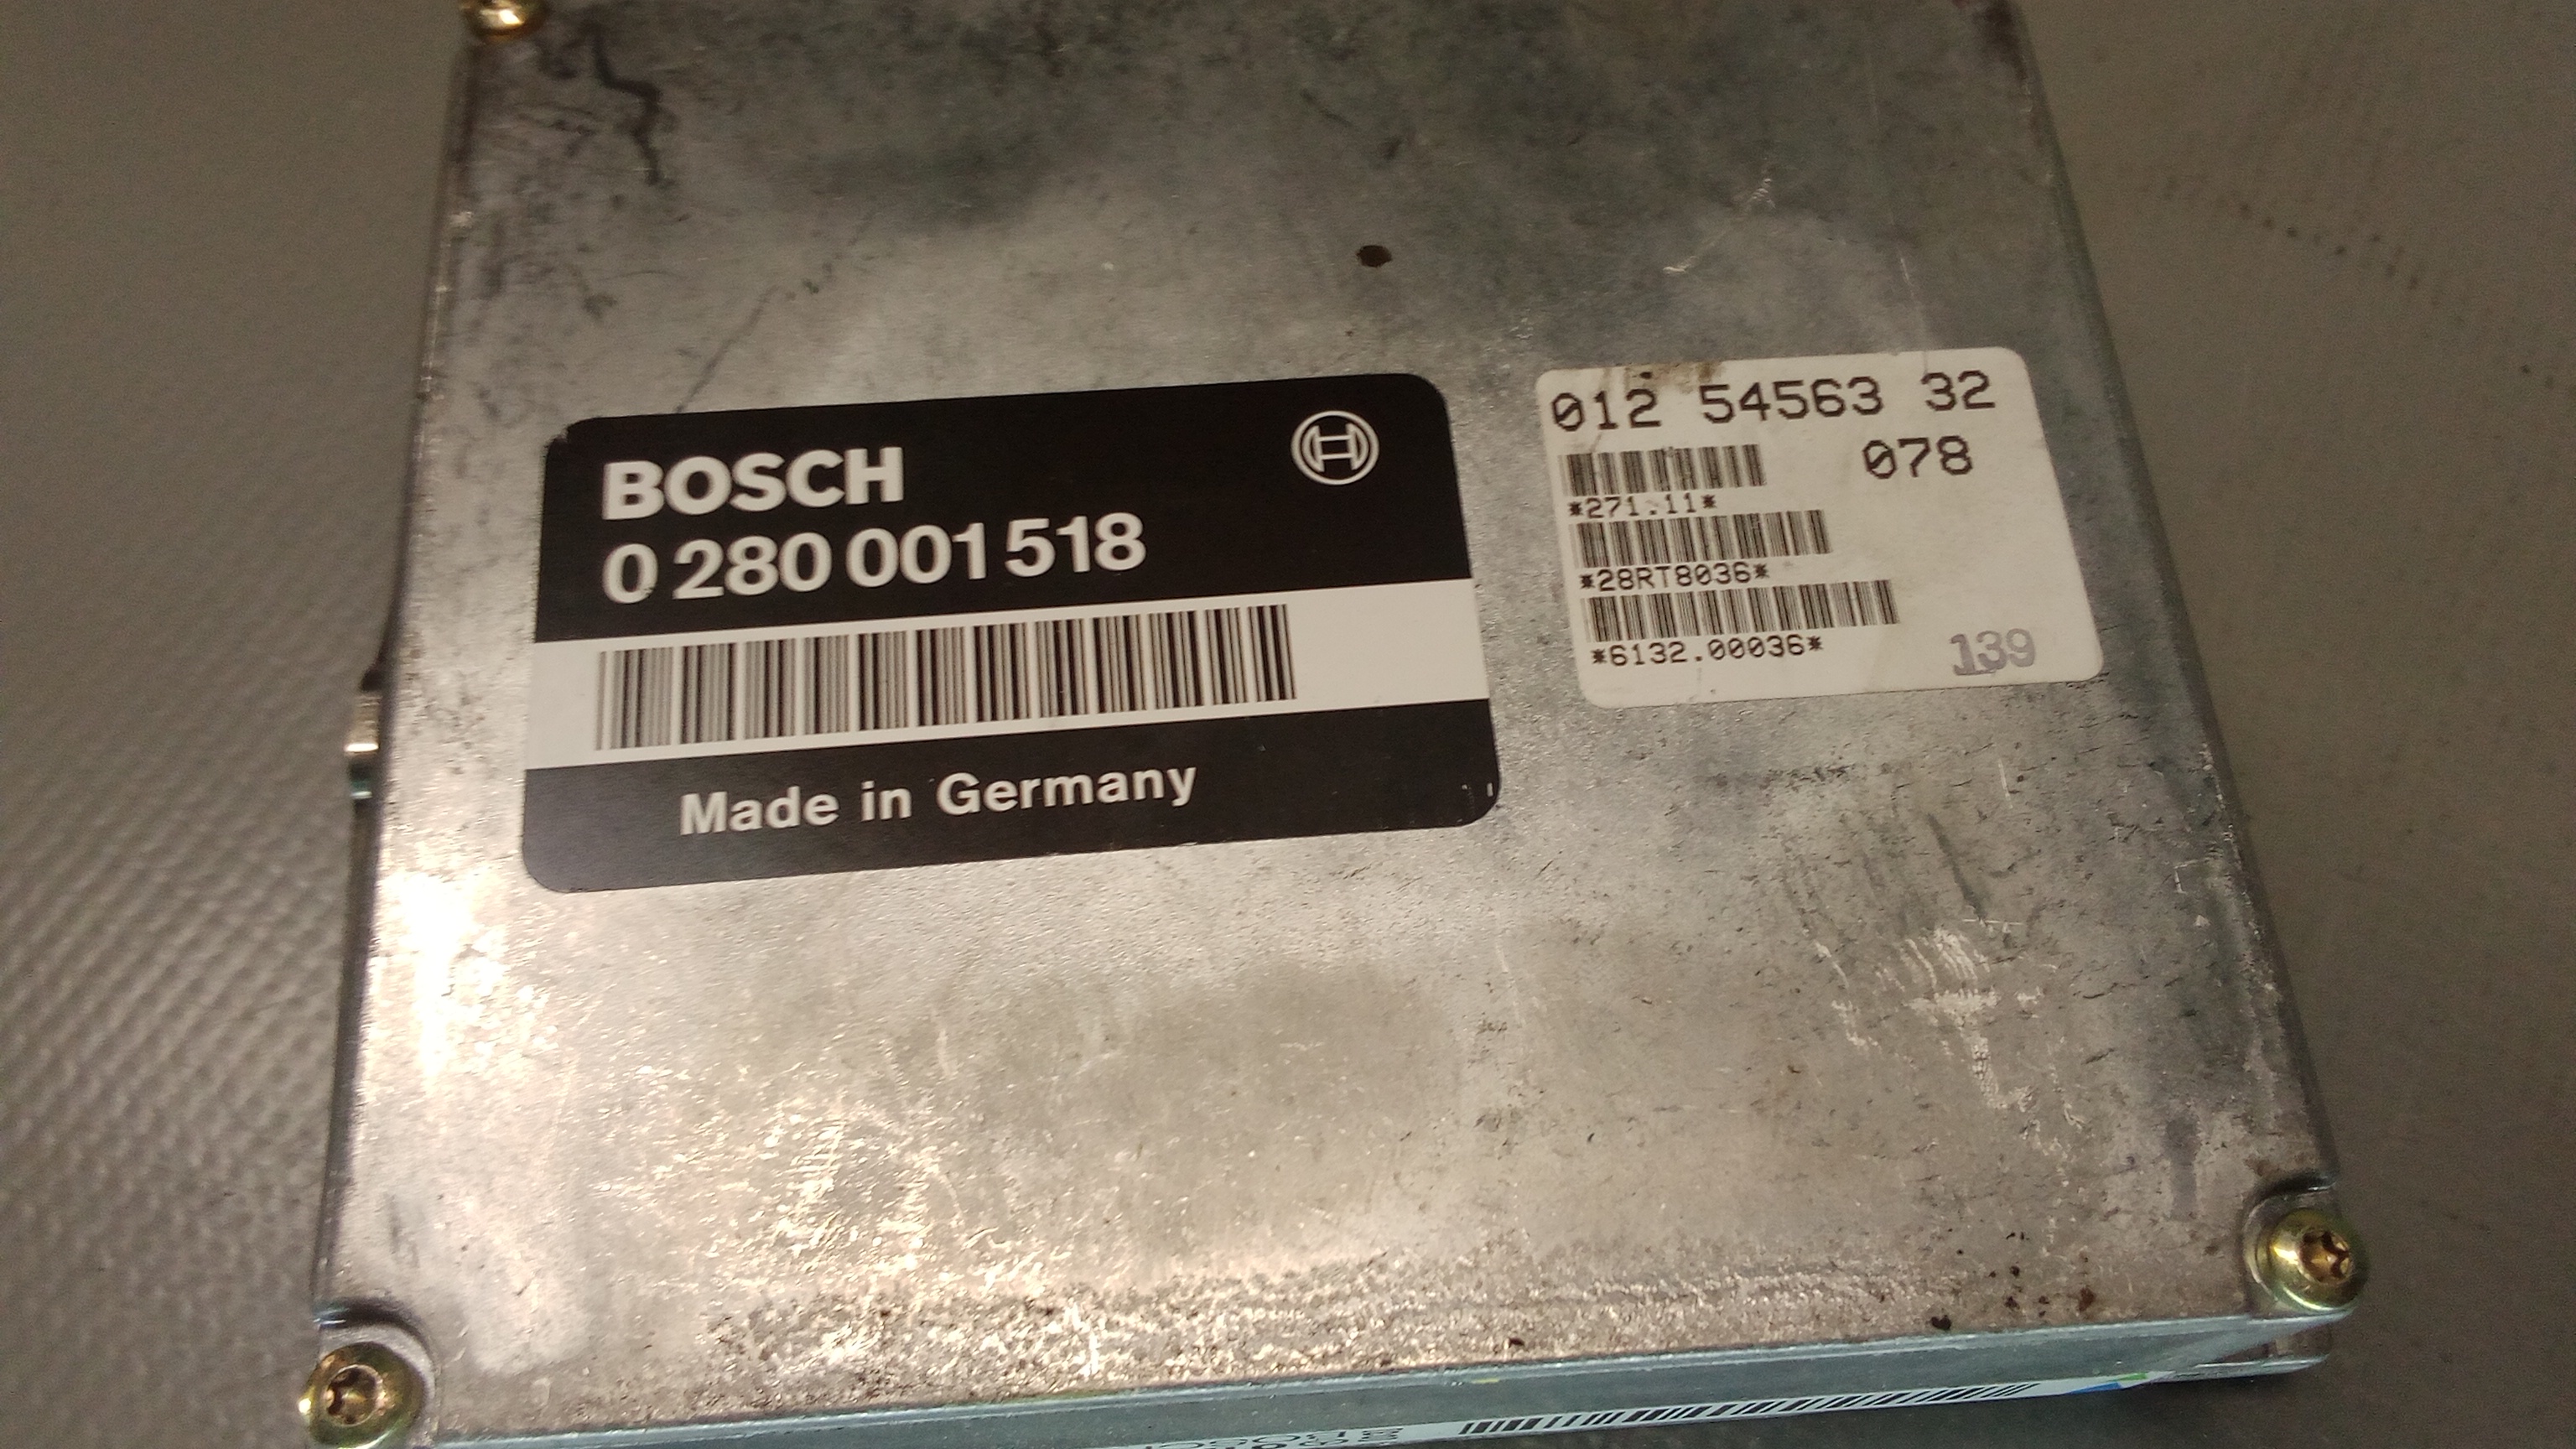 BOSCH
0 280 001 518
Made in Germany
012 54563 32
078
*271.11*
*28RT8036*
*6132.00036*
139